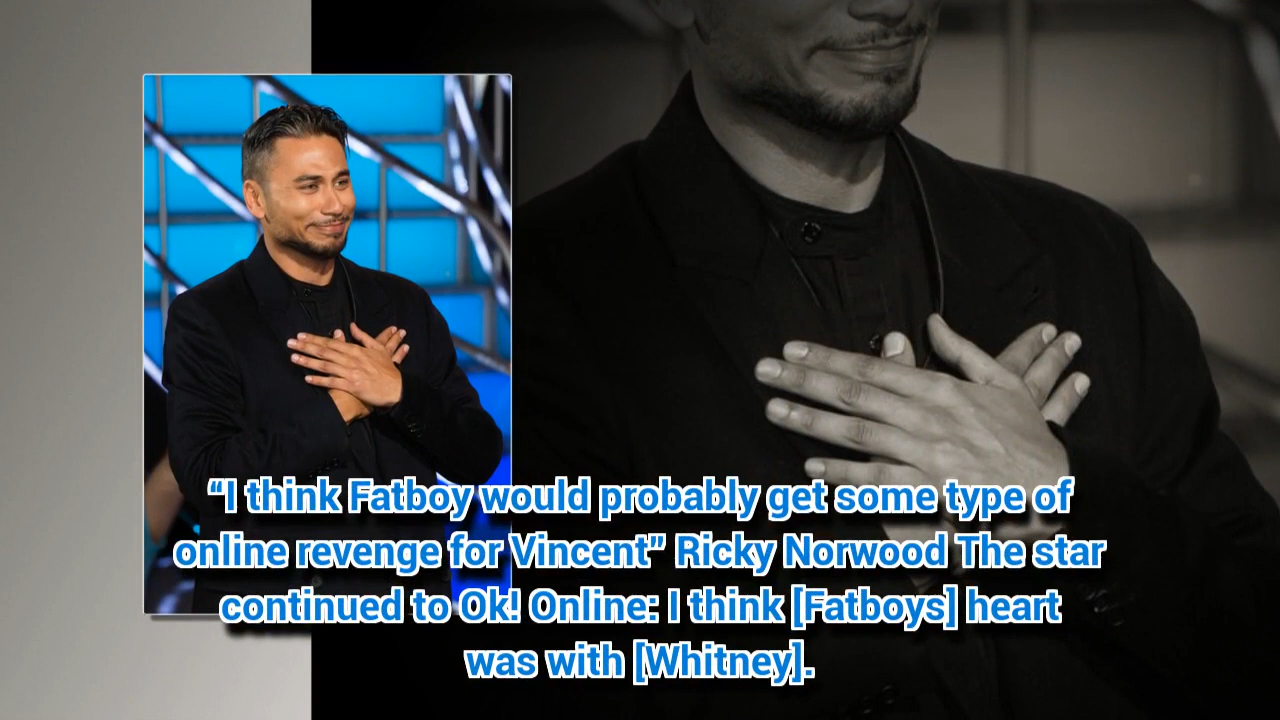 “I think Fatboy would probably get some type of
online revenge for Vincent” Ricky Norwood The star
continued to Ok! Online: I think [Fatboys] heart
was with [Whitney].